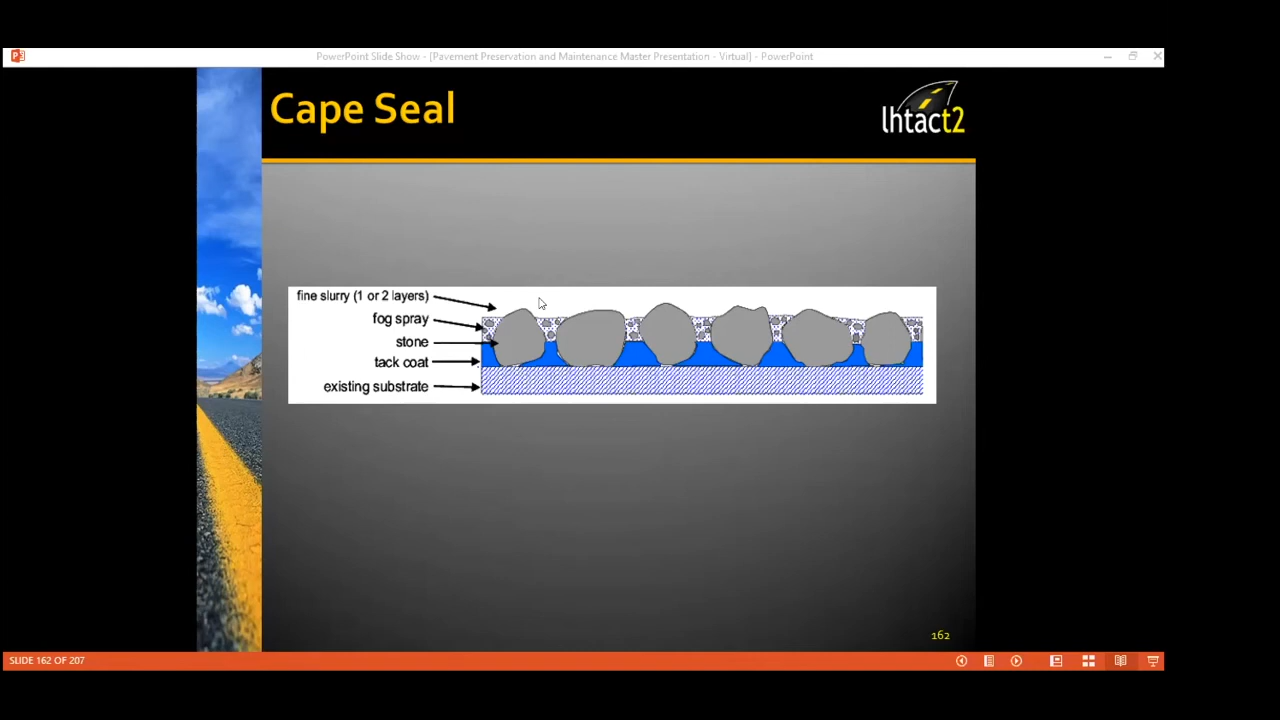 PowerPoint Slide Show - [Pavement Preservation and Maintenance Master Presentation - Virtual] - PowerPoint
Cape Seal
lhtact2
fine slurry (1 or 2 layers)
fog spray
stone
tack coat
existing substrate
162
SLIDE 162 OF 207